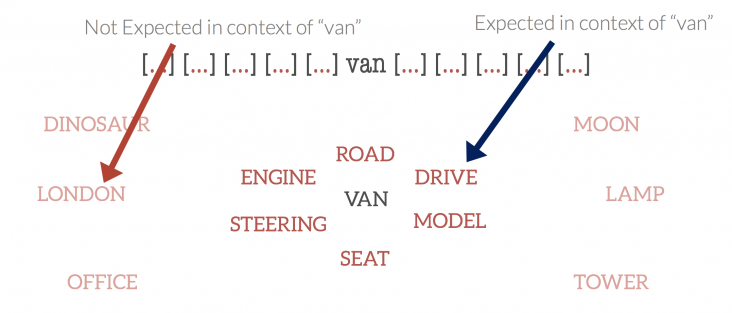 Not Expected in context of “van”
Expected in context of “van”
[...] [...] [...] [...] [...] van [...] [...] [...] [...] [...]
DINOSAUR
MOON
ROAD
ENGINE
DRIVE
LONDON
VAN
LAMP
STEERING
MODEL
SEAT
OFFICE
TOWER